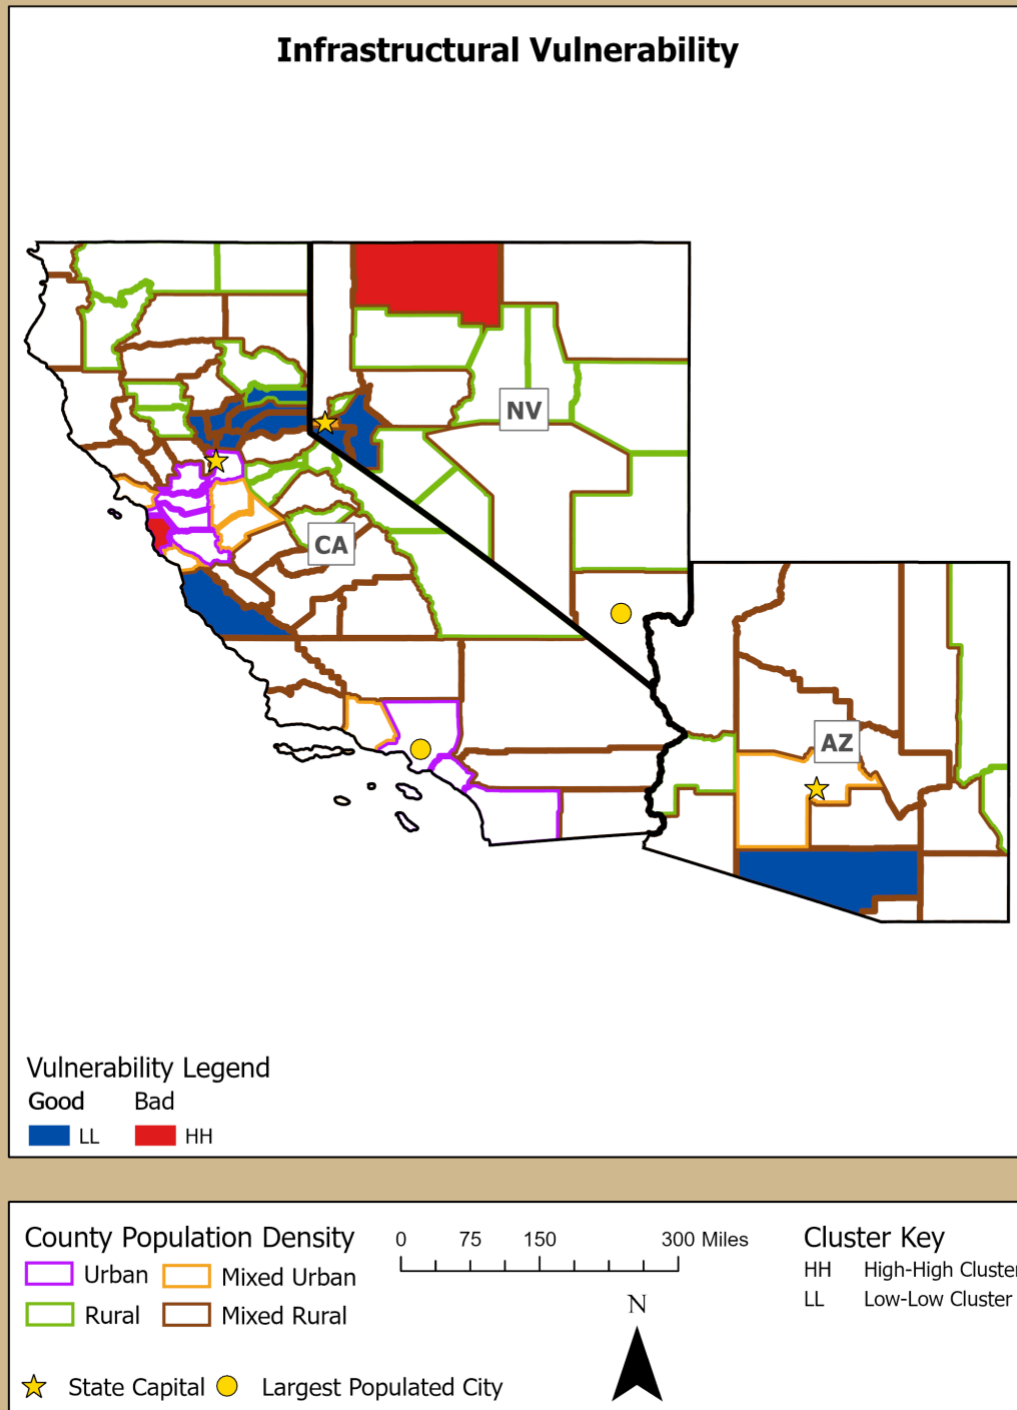 Infrastructural Vulnerability
NV
CA
AZ
Vulnerability Legend
Good Bad
LL HH
County Population Density
Urban Mixed Urban
Rural Mixed Rural
State Capital Largest Populated City
0 75 150 300 Miles
N
Cluster Key
HH High-High Cluster
LL Low-Low Cluster